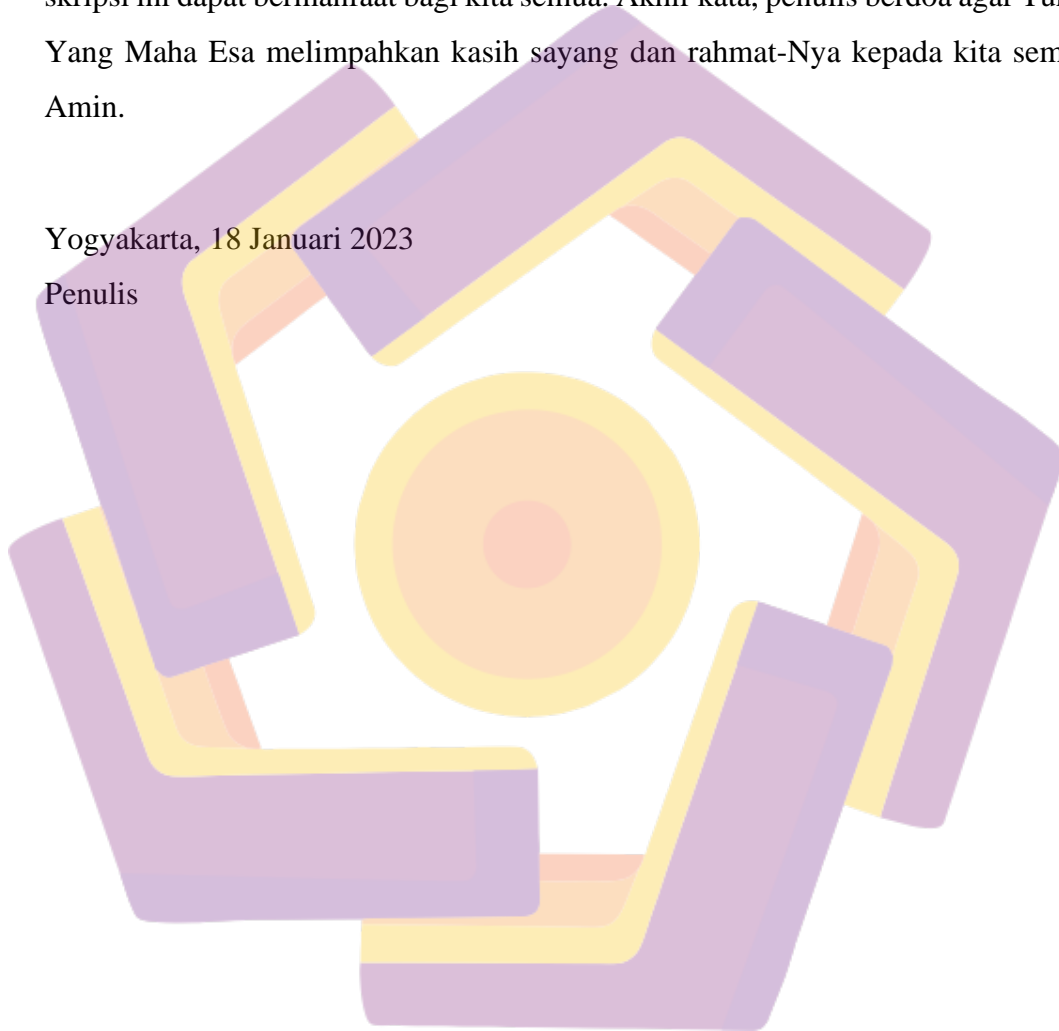 skripsi ini dapat bermanfaat bagi kita semua. Akhir kata, penulis berdoa agar
Yang Maha Esa melimpahkan kasih sayang dan rahmat-Nya kepada kita
Amin.
Yogyakarta, 18 Januari 2023
Penulis